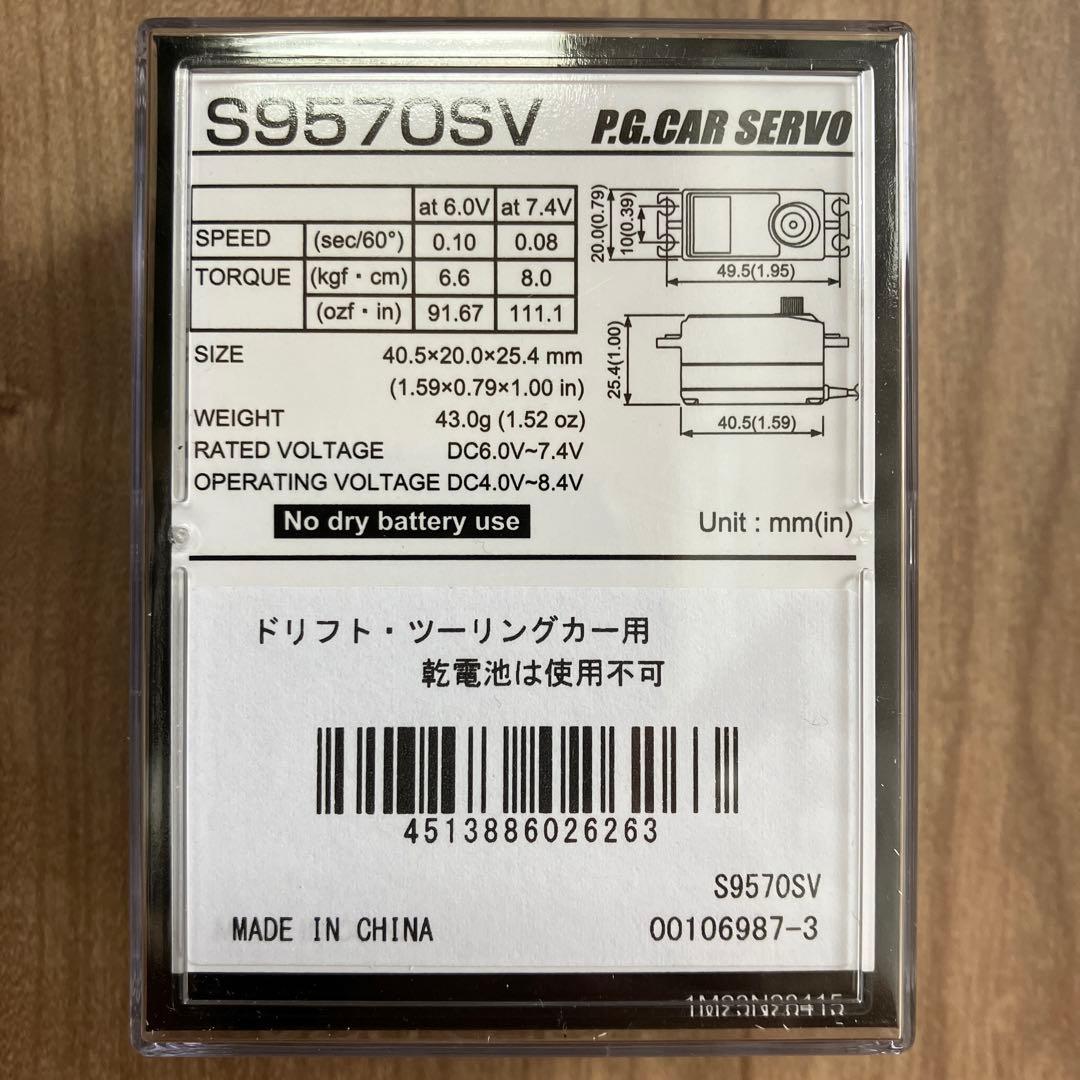 S9570SV P.G.CAR SERVO
at 6.0V at 7.4V
SPEED (sec/60°) 0.10 0.08
TORQUE (kgf・cm) 6.6 8.0
(ozf・in) 91.67 111.1
SIZE 40.5×20.0×25.4 mm
(1.59×0.79×1.00 in)
WEIGHT 43.0g (1.52 oz)
RATED VOLTAGE DC6.0V~7.4V
OPERATING VOLTAGE DC4.0V~8.4V
No dry battery use
20.0(0.79)
10(0.39)
49.5(1.95)
25.4(1.00)
40.5(1.59)
Unit : mm(in)
ドリフト・ツーリングカー用
乾電池は使用不可
4513886026263
S9570SV
MADE IN CHINA 00106987-3